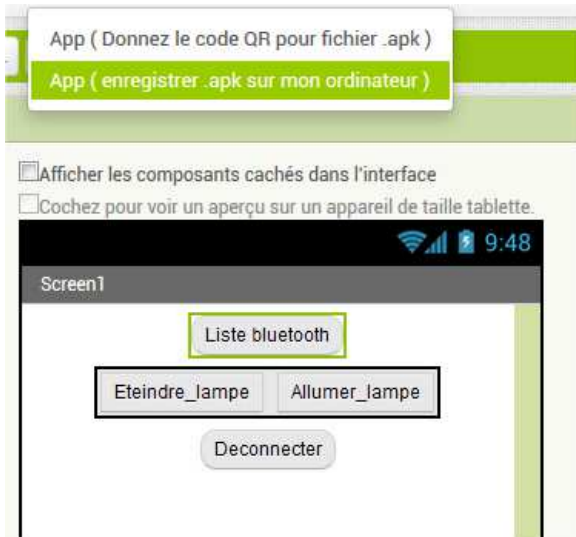 App ( Donnez le code QR pour fichier .apk )
App ( enregistrer .apk sur mon ordinateur )
Afficher les composants cachés dans l'interface
Cochez pour voir un aperçu sur un appareil de taille tablette.
9:48
Screen1
Liste bluetooth
Eteindre_lampe Allumer_lampe
Deconnecter